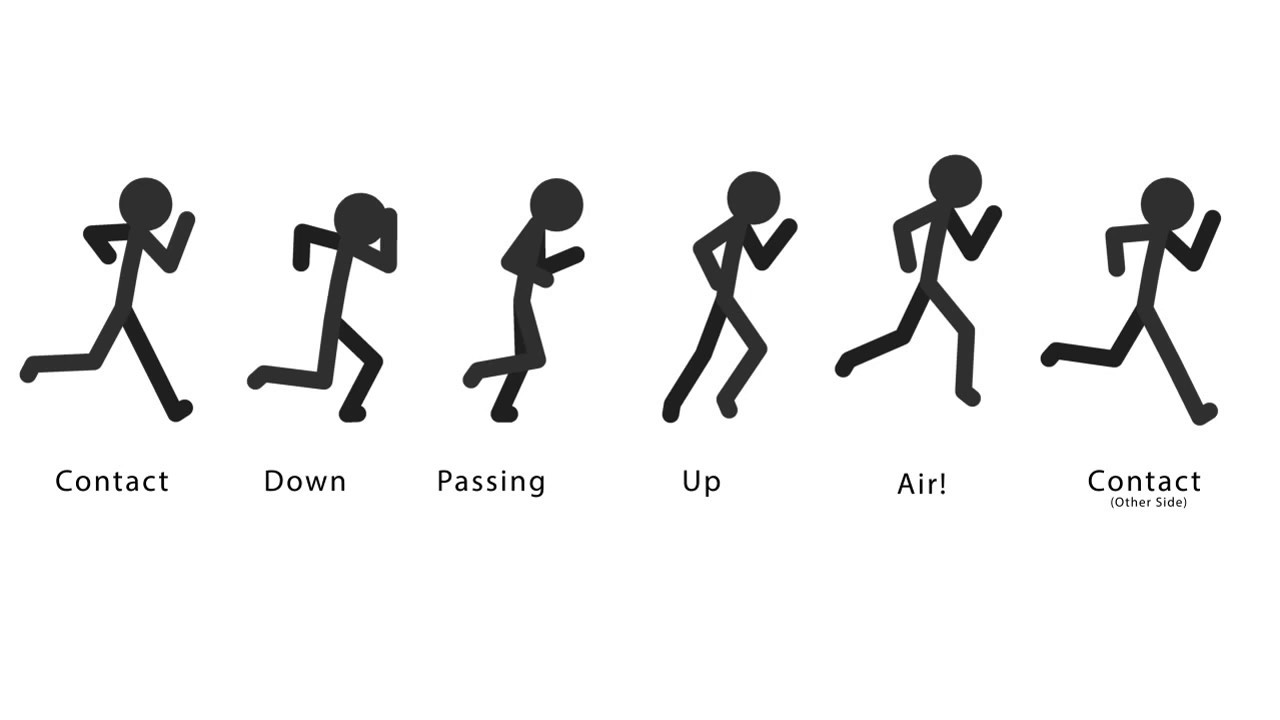 Contact
Down
Passing
Up
Air!
Contact
(Other Side)